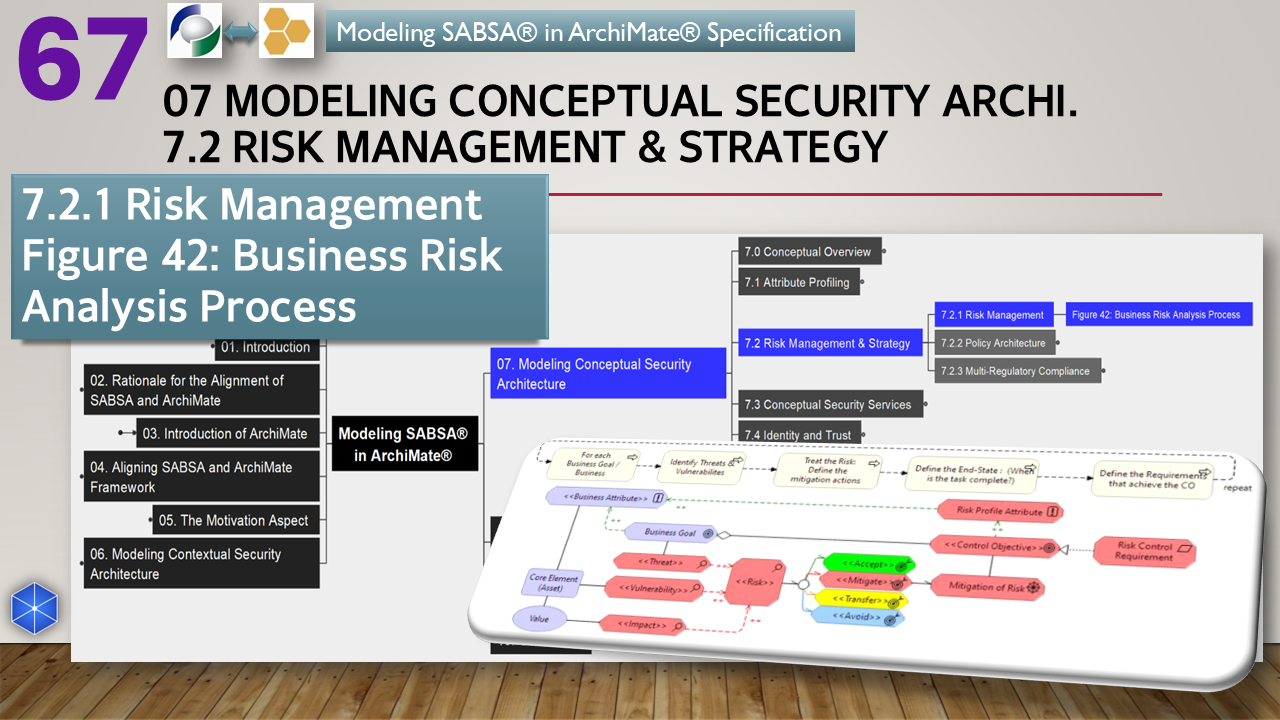 67
Modeling SABSA® in ArchiMate® Specification
07 MODELING CONCEPTUAL SECURITY ARCHI.
7.2 RISK MANAGEMENT & STRATEGY
7.2.1 Risk Management
Figure 42: Business Risk
Analysis Process
01. Introduction
02. Rationale for the Alignment of
SABSA and ArchiMate
03. Introduction of ArchiMate
04. Aligning SABSA and ArchiMate
Framework
05. The Motivation Aspect
06. Modeling Contextual Security
Architecture
Modeling SABSA®
in ArchiMate®
07. Modeling Conceptual Security
Architecture
7.0 Conceptual Overview
7.1 Attribute Profiling
7.2 Risk Management & Strategy
7.2.1 Risk Management
Figure 42: Business Risk Analysis Process
7.2.2 Policy Architecture
7.2.3 Multi-Regulatory Compliance
7.3 Conceptual Security Services
7.4 Identity and Trust
For each
Business Goal /
Business
Identify Threats &
Vulnerabilites
Treat the Risk:
Define the
mitigation actions
Define the End-State : (When
is the task complete?)
Define the Requirements
that achieve the CO
repeat
<<Business Attribute>>
Risk Profile Attribute
Business Goal
<<Control Objective>>
Risk Control
Requirement
<<Threat>>
<<Accept>>
Core Element
(Asset)
<<Vulnerability>>
<<Risk>>
<<Mitigate>>
Mitigation of Risk
<<Transfer>>
Value
<<Impact>>
<<Avoid>>